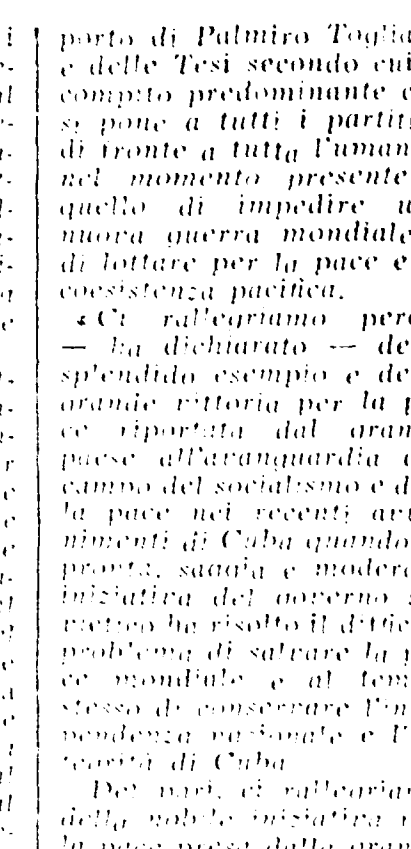 porto di Palmiro Toglia
e delle Tesi secondo cui
compito predominante c
si pone a tutti i partiti
di fronte a tutta l'uman
nel momento presente
quello di impedire u
nuova guerra mondiale
di lottare per la pace e
coesistenza pacifica.
«Ci rallegriamo perc
— ha dichiarato — de
splendido esempio e de
grande vittoria per la p
ce riportata dal gran
paese all'avanguardia d
campo del socialismo e d
la pace nei recenti avv
nimenti di Cuba quando
pronta, saggia e modera
iniziativa del governo s
vietico ha risolto il diffic
problema di salvare la p
ce mondiale e al tem
stesso di conservare l'in
pendenza nazionale e l'
tegrità di Cuba
Del pari, ci rallegriam
della nobile iniziativa
la pace presa dalla gran